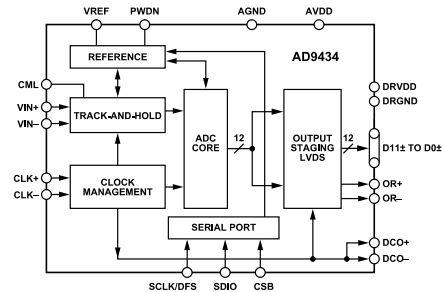 VREF PWDN AGND AVDD
REFERENCE AD9434
CML DRVDD
DRGND
VIN+ TRACK-AND-HOLD
VIN–
ADC
CORE
12
OUTPUT
STAGING
LVDS
12
D11± TO D0±
CLK+ CLOCK
MANAGEMENT
CLK–
OR+
OR–
SERIAL PORT
DCO+
DCO–
SCLK/DFS SDIO CSB